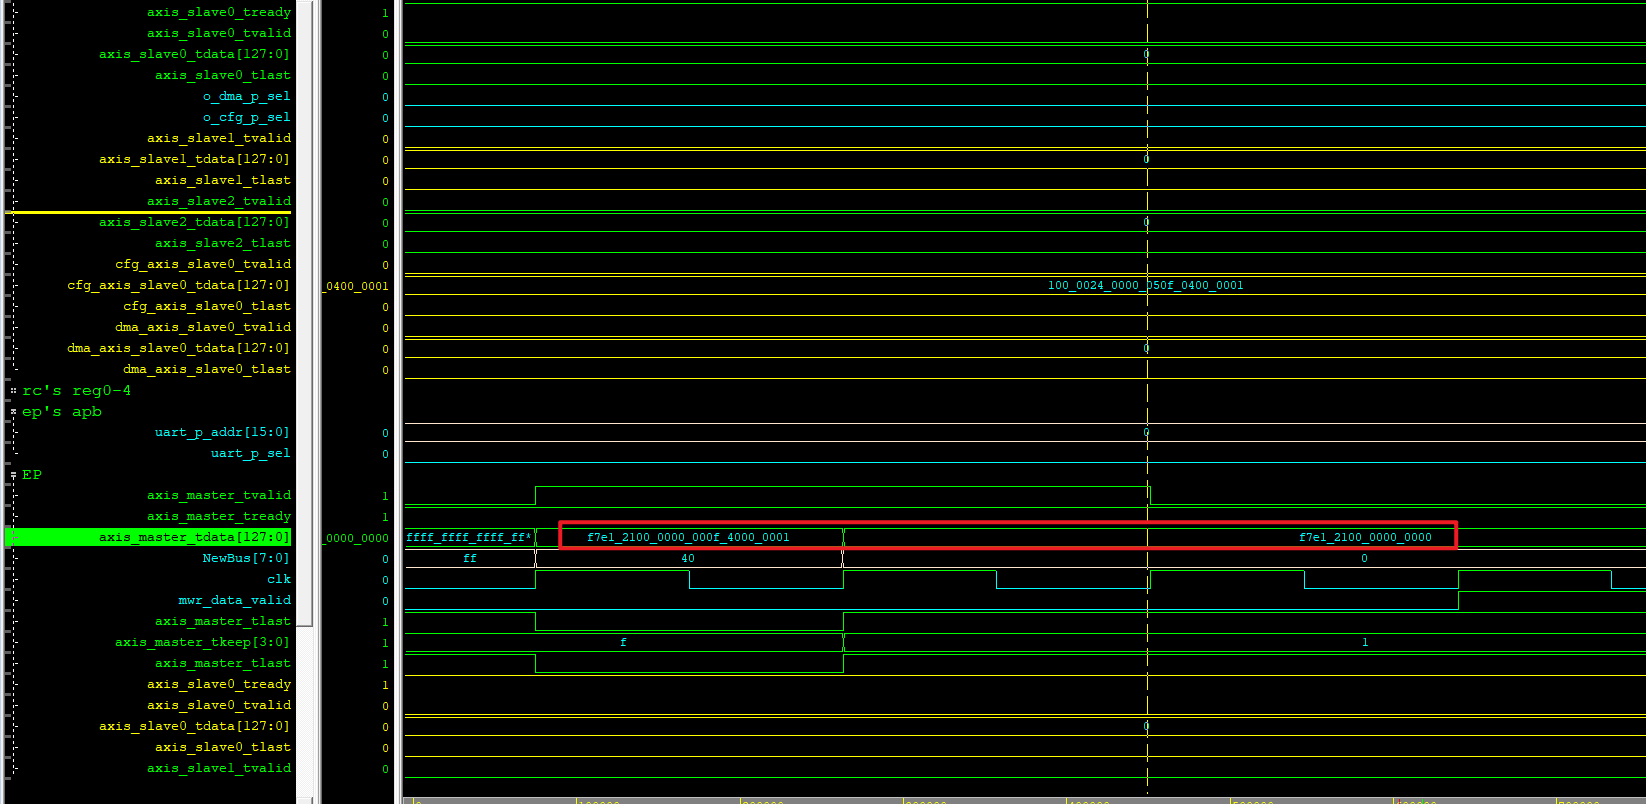 axis_slave0_tready 1
axis_slave0_tvalid 0
axis_slave0_tdata[127:0] 0 0
axis_slave0_tlast 0
o_dma_p_sel 0
o_cfg_p_sel 0
axis_slave1_tvalid 0
axis_slave1_tdata[127:0] 0 0
axis_slave1_tlast 0
axis_slave2_tvalid 0
axis_slave2_tdata[127:0] 0 0
axis_slave2_tlast 0
cfg_axis_slave0_tvalid 0
cfg_axis_slave0_tdata[127:0] _0400_0001 100_0024_0000_050f_0400_0001
cfg_axis_slave0_tlast 0
dma_axis_slave0_tvalid 0
dma_axis_slave0_tdata[127:0] 0 0
dma_axis_slave0_tlast 0
rc's reg0-4
ep's apb
uart_p_addr[15:0] 0 0
uart_p_sel 0
EP
axis_master_tvalid 1
axis_master_tready 1
axis_master_tdata[127:0] _0000_0000 ffff_ffff_ffff_ff* f7e1_2100_0000_000f_4000_0001 f7e1_2100_0000_0000
NewBus[7:0] 0 ff 40 0
clk 0
mwr_data_valid 0
axis_master_tlast 1
axis_master_tkeep[3:0] 1 f 1
axis_master_tlast 1
axis_slave0_tready 1
axis_slave0_tvalid 0
axis_slave0_tdata[127:0] 0 0
axis_slave0_tlast 0
axis_slave1_tvalid 0